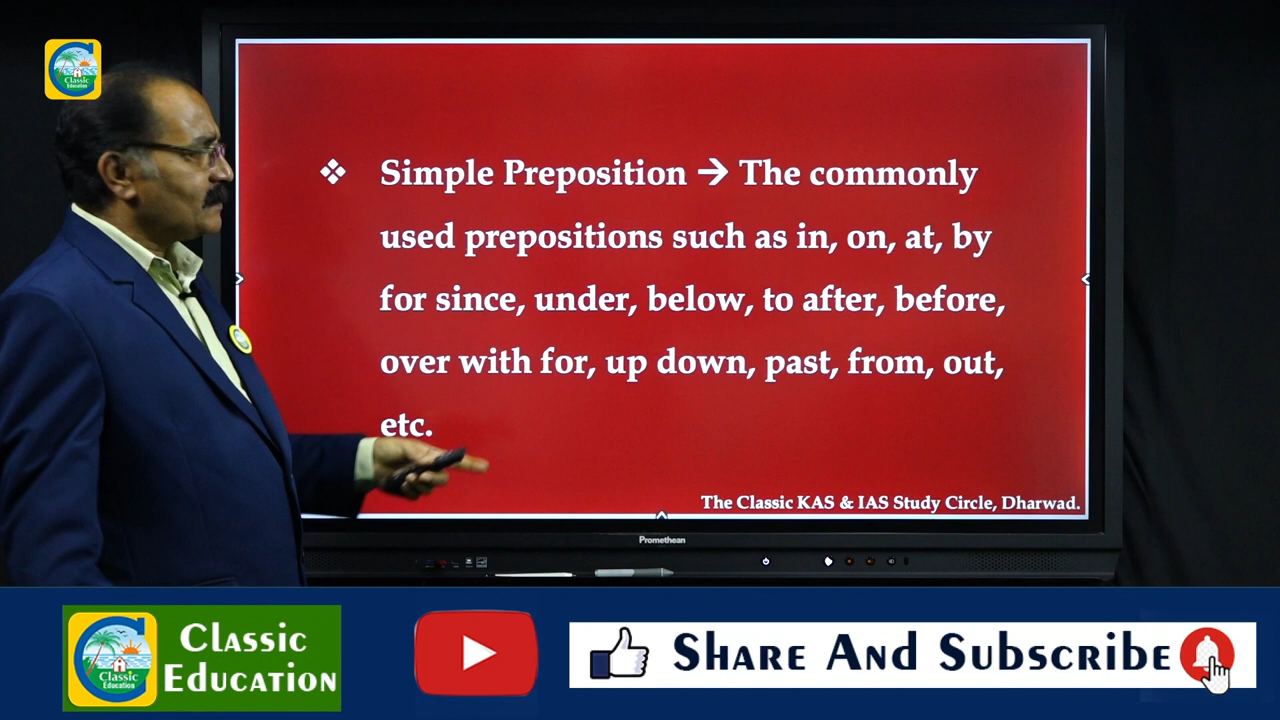 Classic
Education
❖ Simple Preposition → The commonly
used prepositions such as in, on, at, by
for since, under, below, to after, before,
over with for, up down, past, from, out,
etc.
The Classic KAS & IAS Study Circle, Dharwad.
Promethean
Classic
Education
Classic
Education
Share And Subscribe